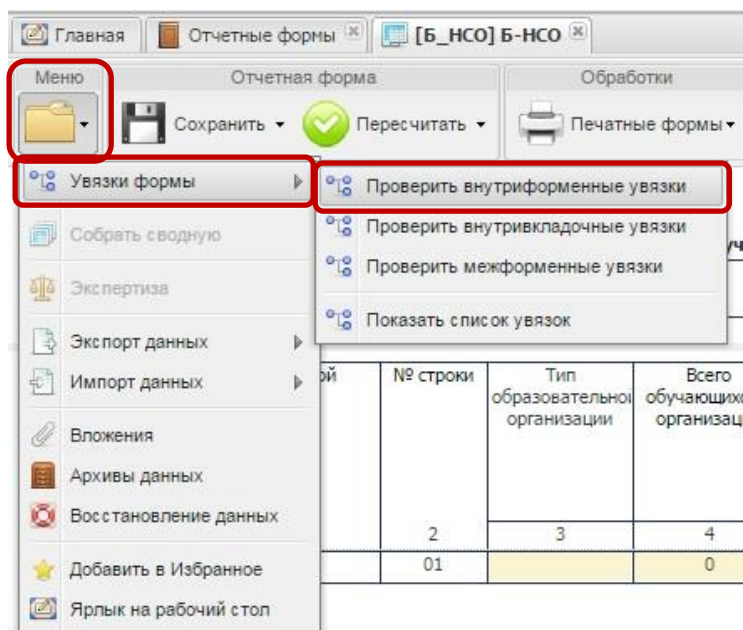 Главная Отчетные формы [Б_НСО] Б-НСО
Меню Отчетная форма Обработки
Сохранить Пересчитать Печатные формы
Увязки формы
Проверить внутриформенные увязки
Собрать сводную
Проверить внутривкладочные увязки
Экспертиза
Проверить межформенные увязки
Показать список увязок
Экспорт данных
Импорт данных
№ строки Тип Всего
образовательной
организации
Вложения
Архивы данных
Восстановление данных
2 3 4
01 0
Добавить в Избранное
Ярлык на рабочий стол